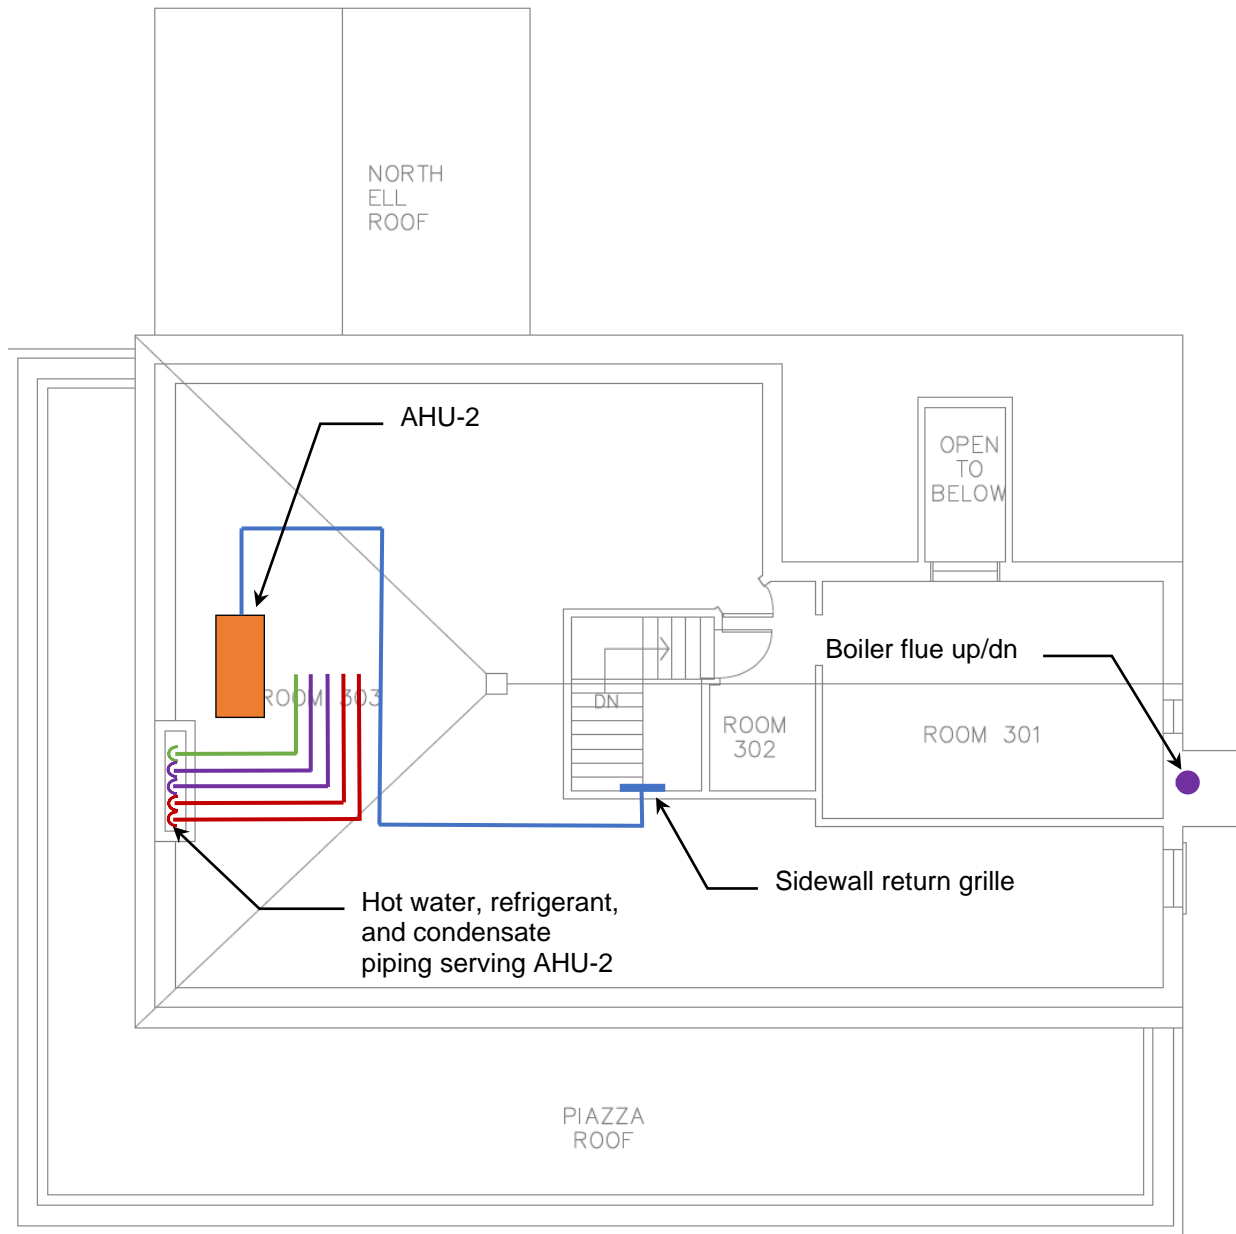 NORTH
ELL
ROOF
AHU-2
OPEN
TO
BELOW
Boiler flue up/dn
ROOM 303
DN
ROOM
302
ROOM 301
Sidewall return grille
Hot water, refrigerant,
and condensate
piping serving AHU-2
PIAZZA
ROOF